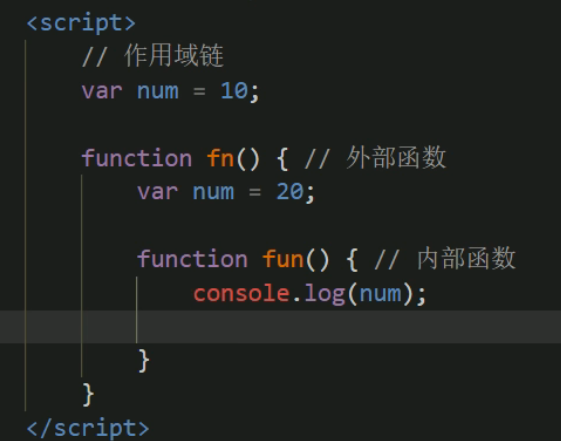 <script>
// 作用域链
var num = 10;
function fn() { // 外部函数
var num = 20;
function fun() { // 内部函数
console.log(num);
}
}
</script>